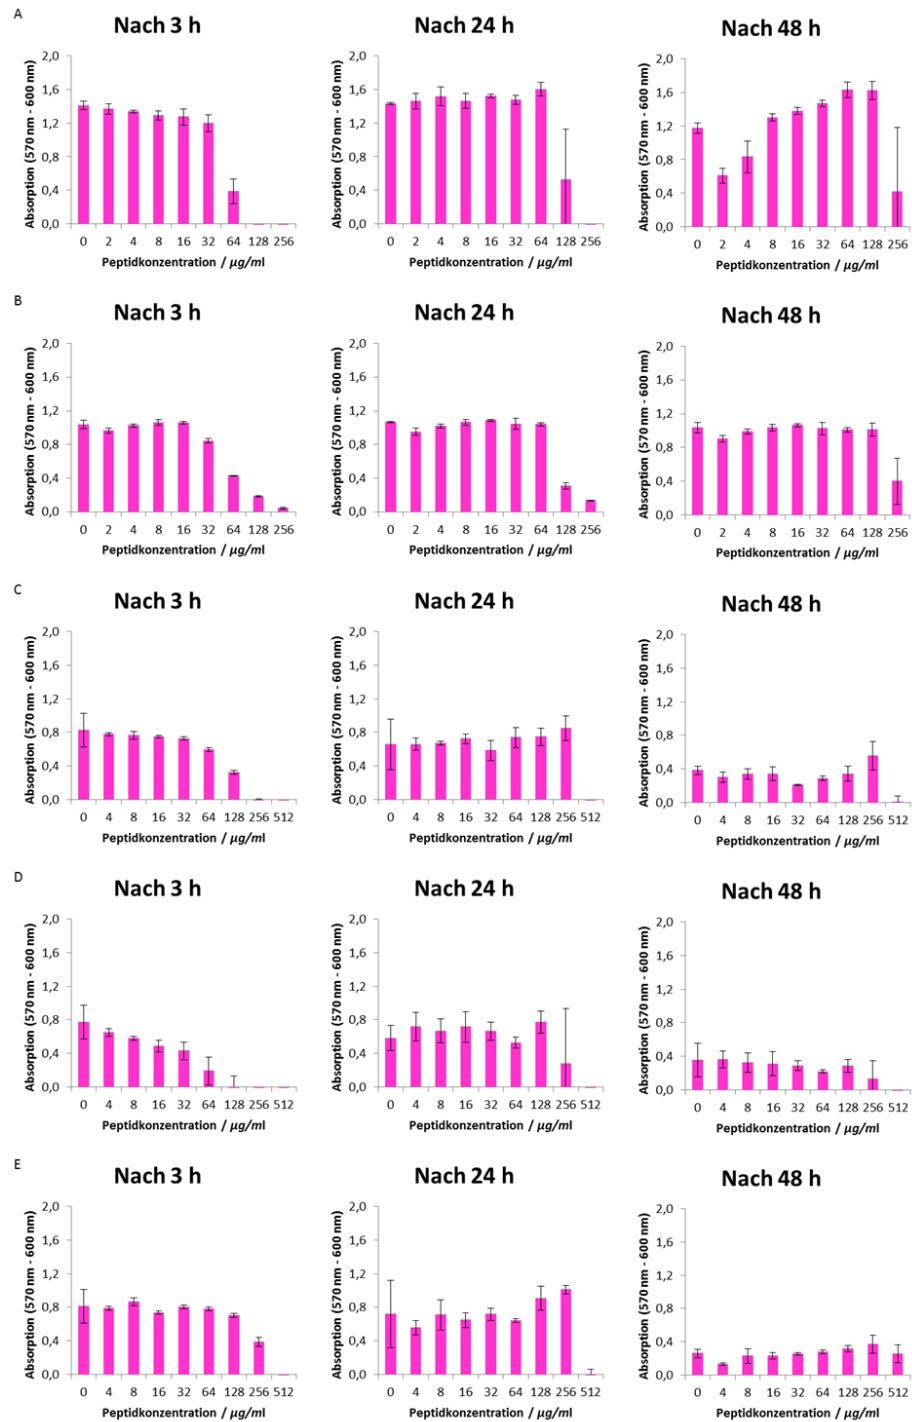 A
Nach 3 h
Nach 24 h
Nach 48 h
Absorption (570 nm - 600 nm)
2,0
1,6
1,2
0,8
0,4
0,0
0 2 4 8 16 32 64 128 256
Peptidkonzentration / µg/ml
Absorption (570 nm - 600 nm)
2,0
1,6
1,2
0,8
0,4
0,0
0 2 4 8 16 32 64 128 256
Peptidkonzentration / µg/ml
Absorption (570 nm - 600 nm)
2,0
1,6
1,2
0,8
0,4
0,0
0 2 4 8 16 32 64 128 256
Peptidkonzentration / µg/ml
B
Nach 3 h
Nach 24 h
Nach 48 h
Absorption (570 nm - 600 nm)
2,0
1,6
1,2
0,8
0,4
0,0
0 2 4 8 16 32 64 128 256
Peptidkonzentration / µg/ml
Absorption (570 nm - 600 nm)
2,0
1,6
1,2
0,8
0,4
0,0
0 2 4 8 16 32 64 128 256
Peptidkonzentration / µg/ml
Absorption (570 nm - 600 nm)
2,0
1,6
1,2
0,8
0,4
0,0
0 2 4 8 16 32 64 128 256
Peptidkonzentration / µg/ml
C
Nach 3 h
Nach 24 h
Nach 48 h
Absorption (570 nm - 600 nm)
2,0
1,6
1,2
0,8
0,4
0,0
0 4 8 16 32 64 128 256 512
Peptidkonzentration / µg/ml
Absorption (570 nm - 600 nm)
2,0
1,6
1,2
0,8
0,4
0,0
0 4 8 16 32 64 128 256 512
Peptidkonzentration / µg/ml
Absorption (570 nm - 600 nm)
2,0
1,6
1,2
0,8
0,4
0,0
0 4 8 16 32 64 128 256 512
Peptidkonzentration / µg/ml
D
Nach 3 h
Nach 24 h
Nach 48 h
Absorption (570 nm - 600 nm)
2,0
1,6
1,2
0,8
0,4
0,0
0 4 8 16 32 64 128 256 512
Peptidkonzentration / µg/ml
Absorption (570 nm - 600 nm)
2,0
1,6
1,2
0,8
0,4
0,0
0 4 8 16 32 64 128 256 512
Peptidkonzentration / µg/ml
Absorption (570 nm - 600 nm)
2,0
1,6
1,2
0,8
0,4
0,0
0 4 8 16 32 64 128 256 512
Peptidkonzentration / µg/ml
E
Nach 3 h
Nach 24 h
Nach 48 h
Absorption (570 nm - 600 nm)
2,0
1,6
1,2
0,8
0,4
0,0
0 4 8 16 32 64 128 256 512
Peptidkonzentration / µg/ml
Absorption (570 nm - 600 nm)
2,0
1,6
1,2
0,8
0,4
0,0
0 4 8 16 32 64 128 256 512
Peptidkonzentration / µg/ml
Absorption (570 nm - 600 nm)
2,0
1,6
1,2
0,8
0,4
0,0
0 4 8 16 32 64 128 256 512
Peptidkonzentration / µg/ml